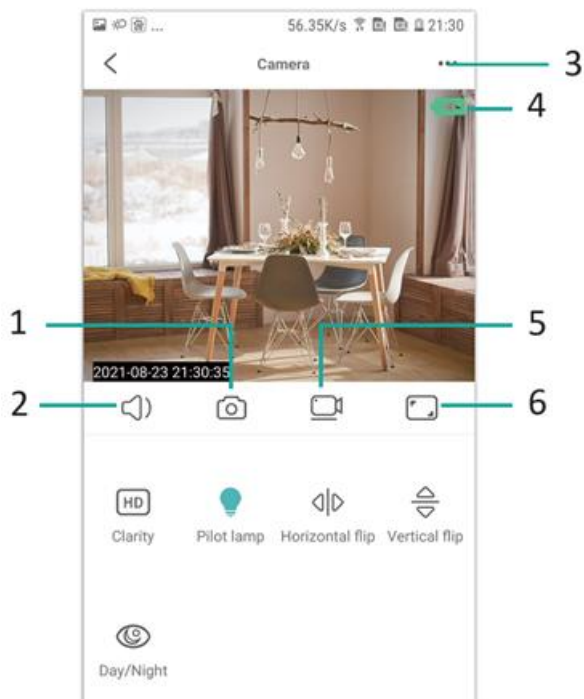 ... 56.35K/s 21:30
Camera ... 3
4
1
5
2021-08-23 21:30:35
2
6
HD
Clarity Pilot lamp Horizontal flip Vertical flip
Day/Night